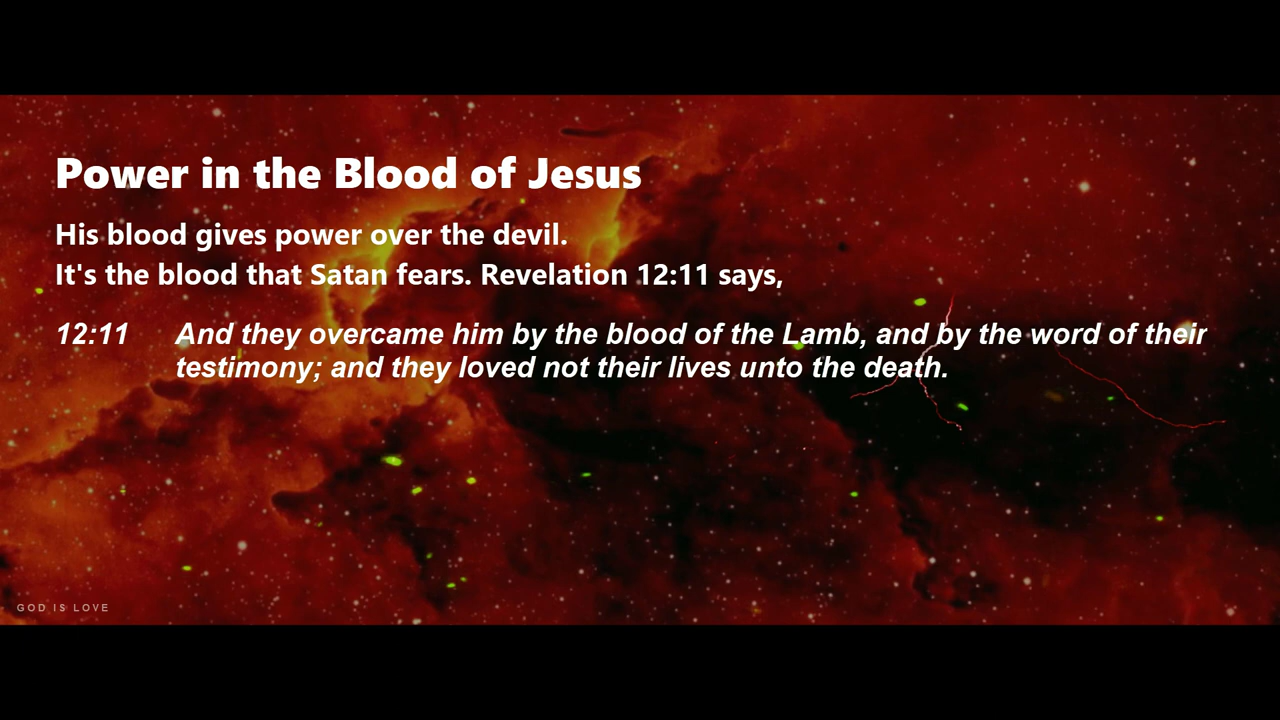 Power in the Blood of Jesus
His blood gives power over the devil.
It's the blood that Satan fears. Revelation 12:11 says,
12:11 And they overcame him by the blood of the Lamb, and by the word of their
testimony; and they loved not their lives unto the death.
GOD IS LOVE